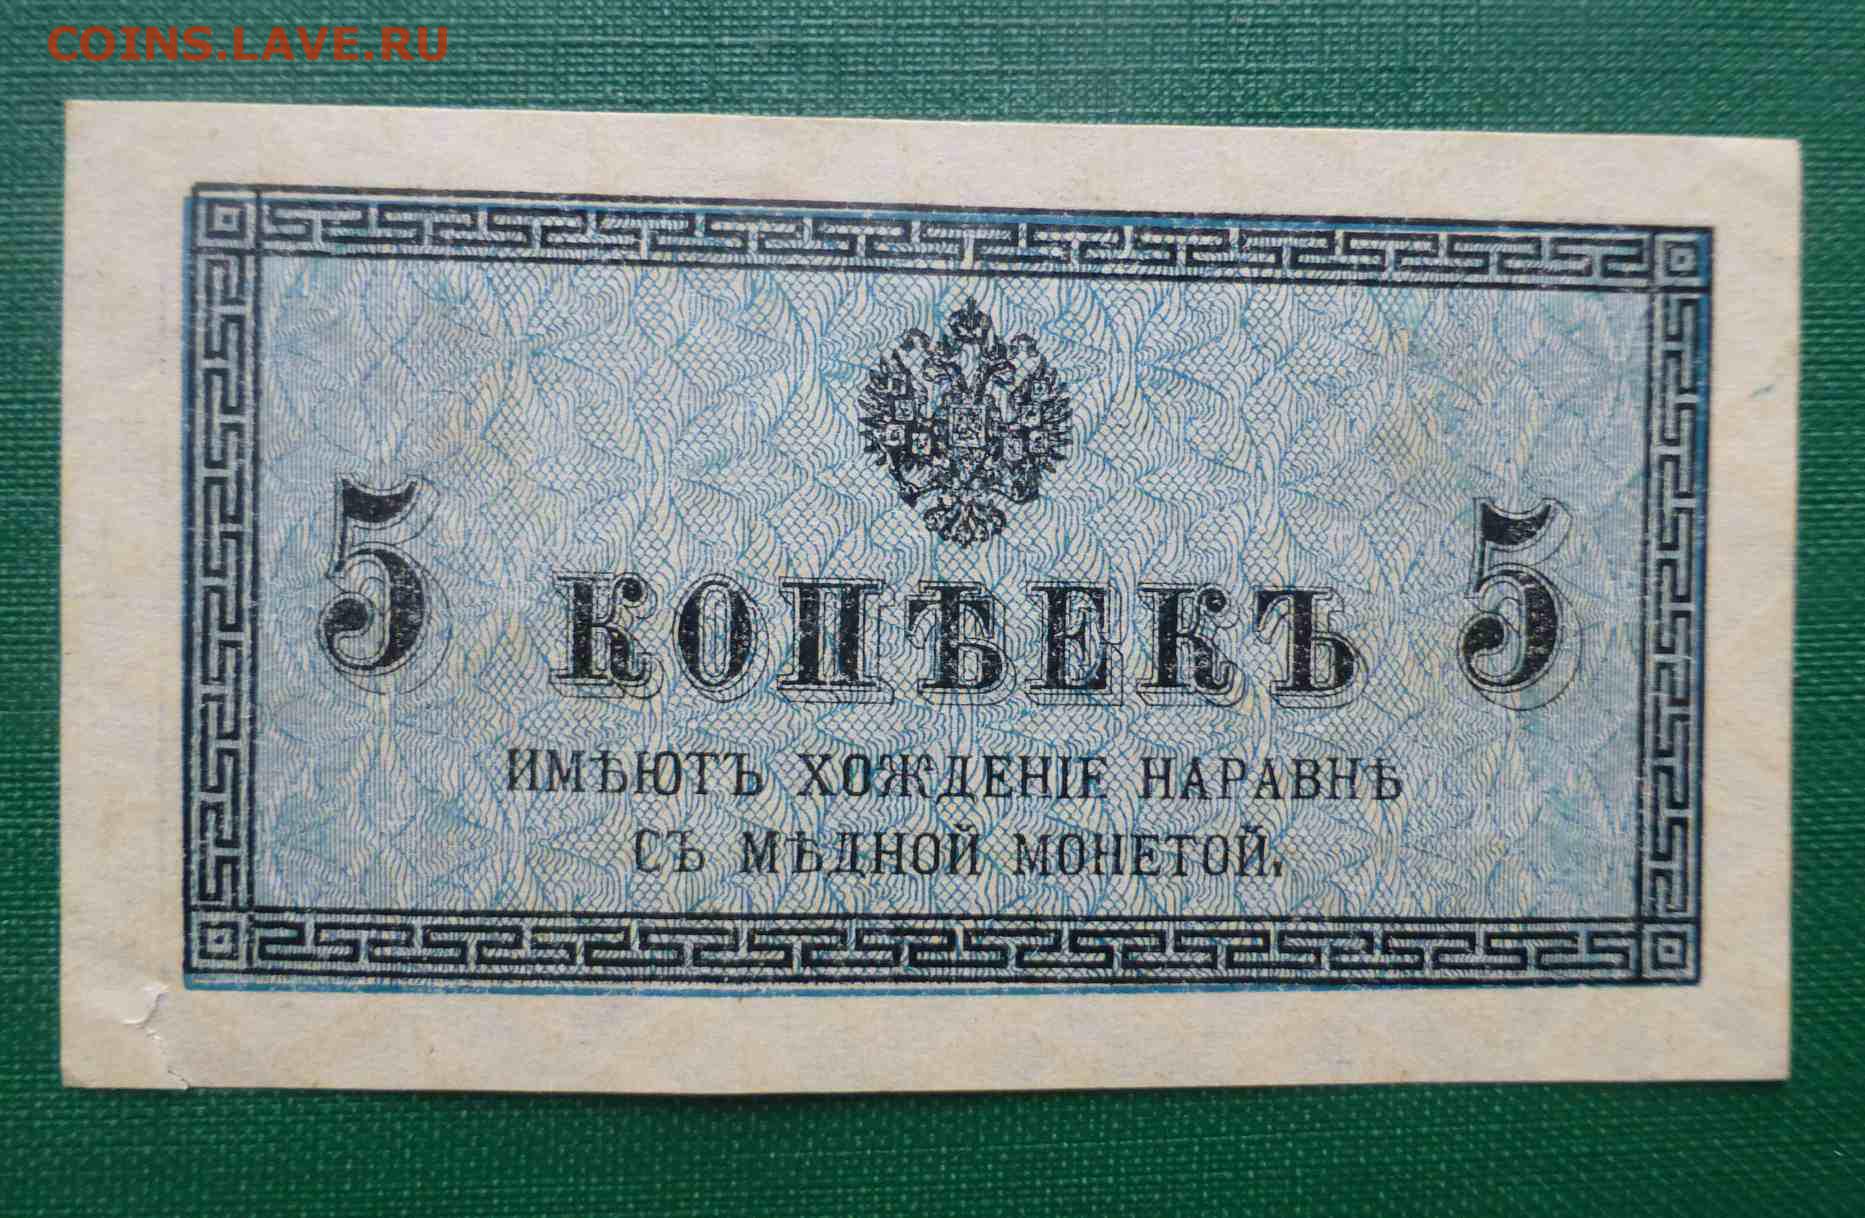 COINS.LAVE.RU
5 КОПѢЕКЪ 5
ИМѢЮТЪ ХОЖДЕНІЕ НАРАВНѢ
СЪ МѢДНОЙ МОНЕТОЙ.